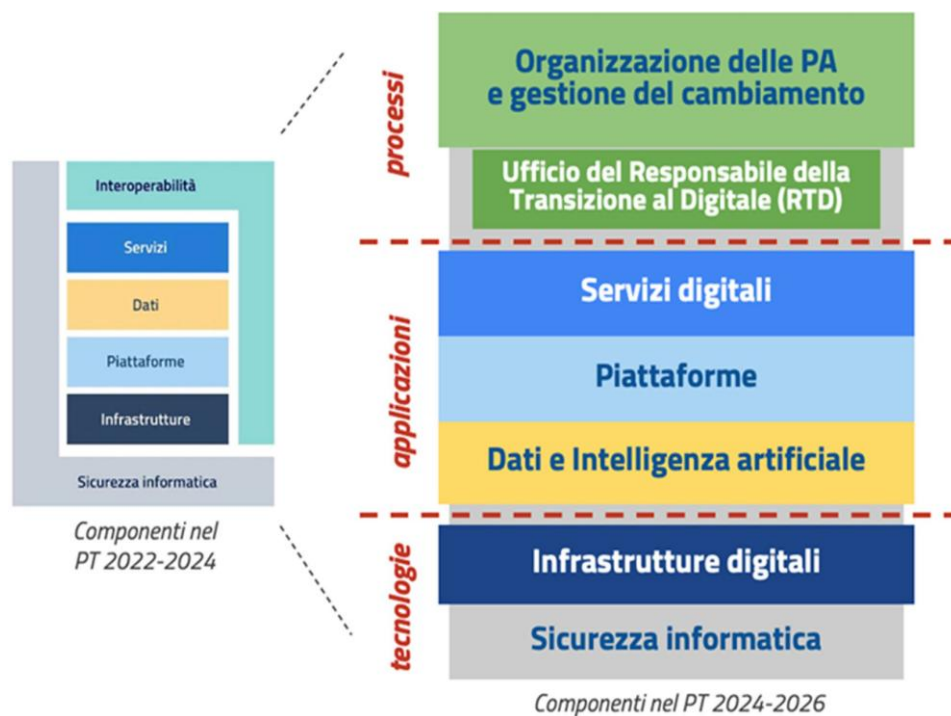 Interoperabilità
Servizi
Dati
Piattaforme
Infrastrutture
Sicurezza informatica
Componenti nel
PT 2022-2024
processi
Organizzazione delle PA
e gestione del cambiamento
Ufficio del Responsabile della
Transizione al Digitale (RTD)
applicazioni
Servizi digitali
Piattaforme
Dati e Intelligenza artificiale
tecnologie
Infrastrutture digitali
Sicurezza informatica
Componenti nel PT 2024-2026